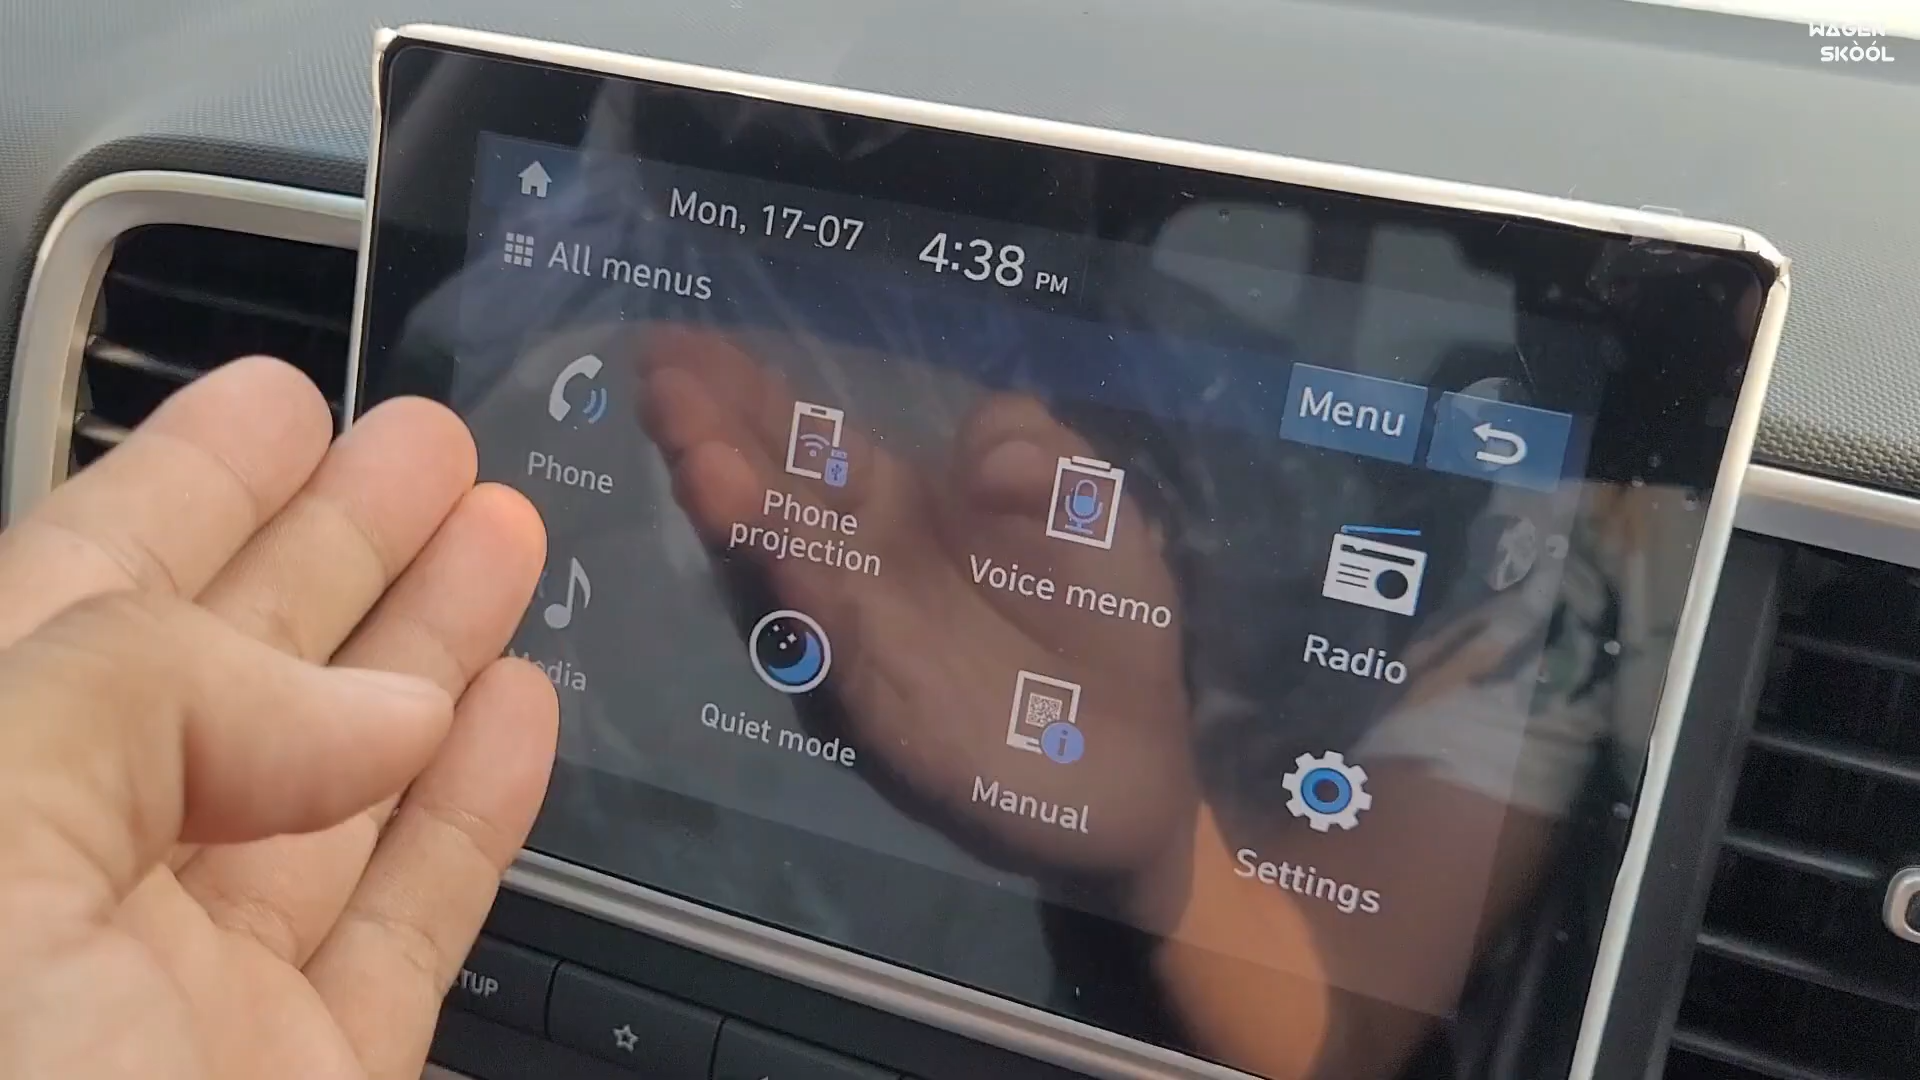 WAGEN
SKÒÓL
Mon, 17-07 4:38 PM
All menus
Menu
Phone
Phone
projection
Voice memo
Radio
Media
Quiet mode
Manual
Settings
TUP